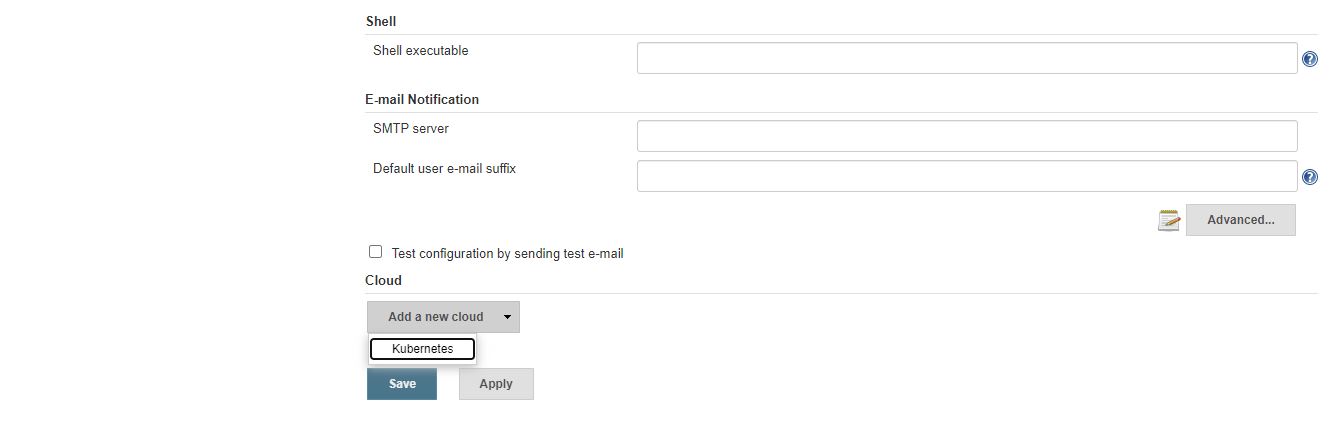 Shell
Shell executable
E-mail Notification
SMTP server
Default user e-mail suffix
Advanced...
Test configuration by sending test e-mail
Cloud
Add a new cloud
Kubernetes
Save
Apply